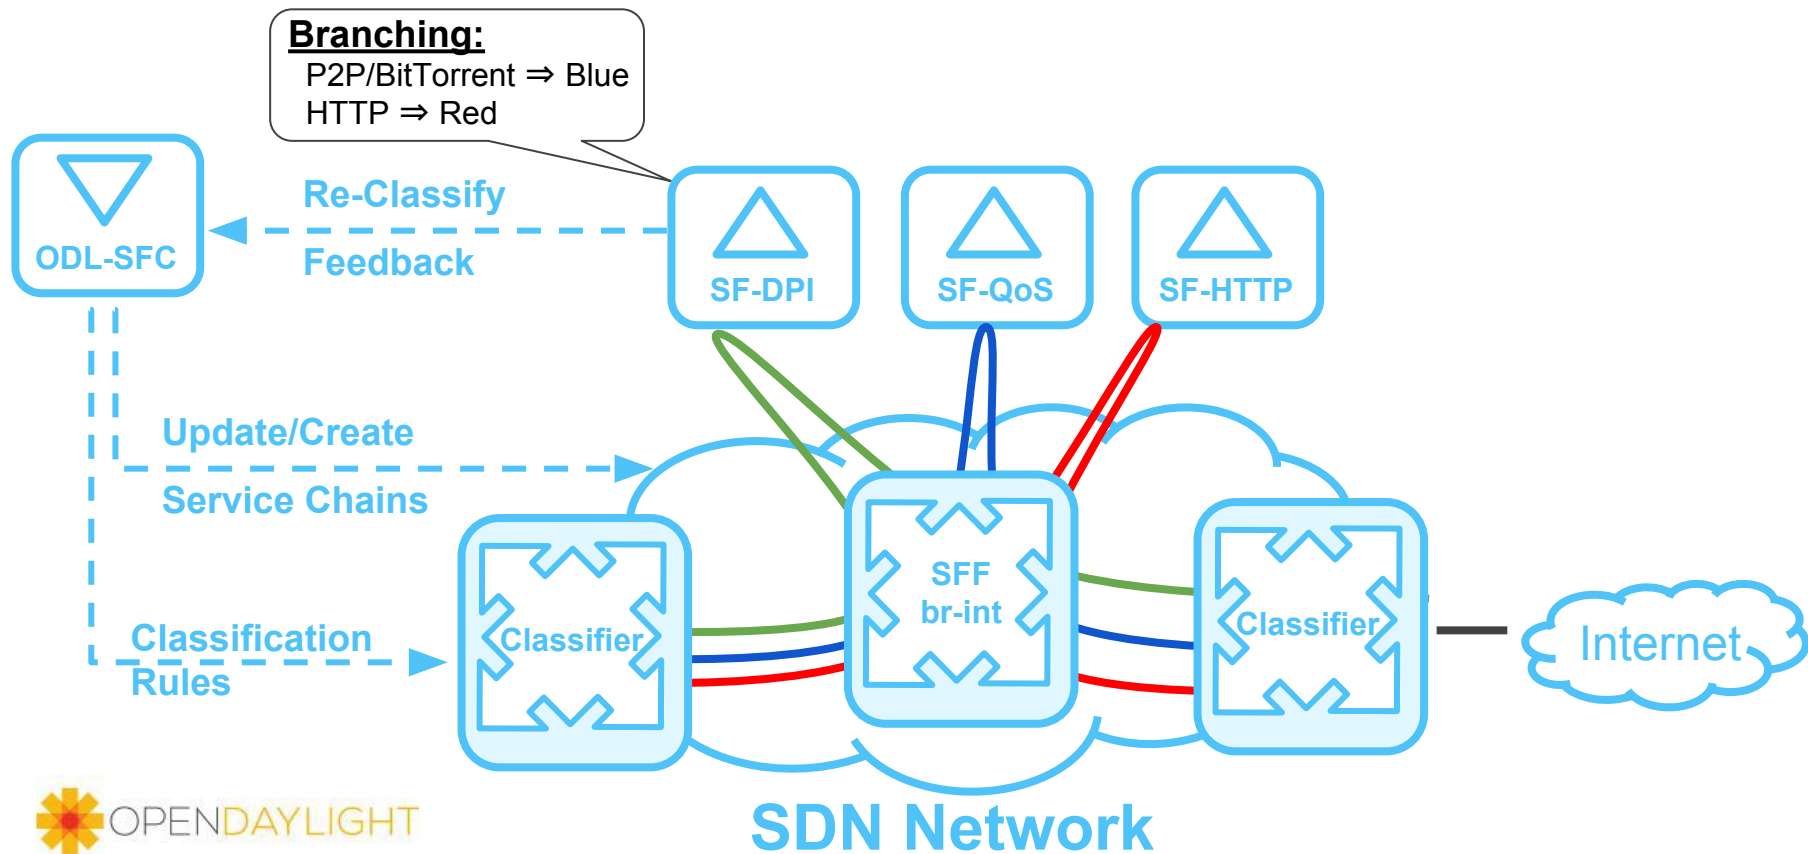 Branching:
P2P/BitTorrent ⇒ Blue
HTTP ⇒ Red
ODL-SFC
Re-Classify
Feedback
SF-DPI
SF-QoS
SF-HTTP
Update/Create
Service Chains
Classification
Rules
Classifier
SFF
br-int
Classifier
Internet
OPENDAYLIGHT
SDN Network